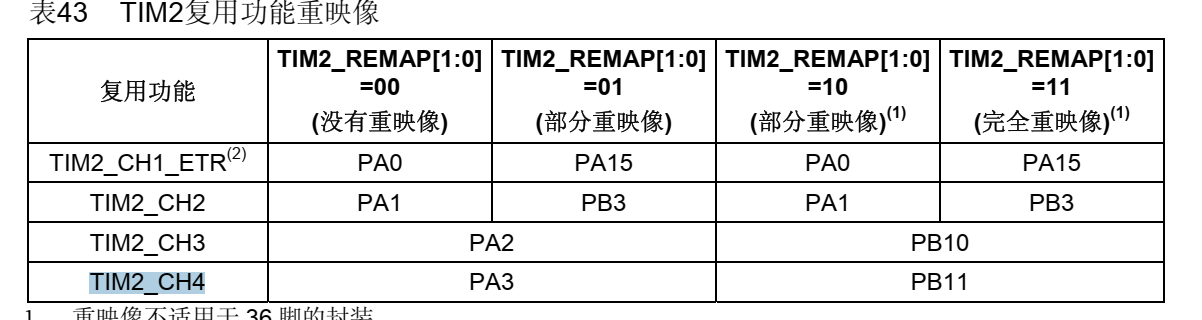 表43 TIM2复用功能重映像
复用功能 TIM2_REMAP[1:0] =00 (没有重映像) TIM2_REMAP[1:0] =01 (部分重映像) TIM2_REMAP[1:0] =10 (部分重映像)(1) TIM2_REMAP[1:0] =11 (完全重映像)(1)
TIM2_CH1_ETR(2) PA0 PA15 PA0 PA15
TIM2_CH2 PA1 PB3 PA1 PB3
TIM2_CH3 PA2 PB10
TIM2_CH4 PA3 PB11
1. 重映像不适用于 36 脚的封装